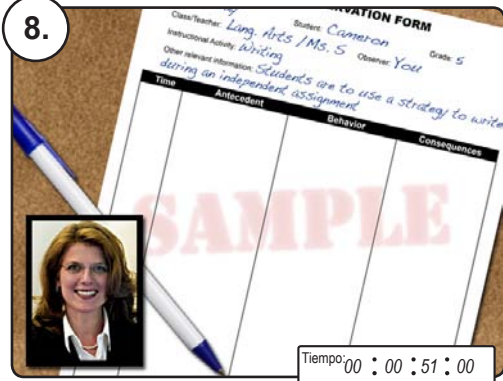 8.
RVATION FORM
Class/Teacher: Lang. Arts / Ms. S Student: Cameron Grade: 5
Instructional Activity: Writing Observer: You
Other relevant information: Students are to use a strategy to write
during an independent assignment
Time Antecedent Behavior Consequences
SAMPLE
Tiempo: 00 : 00 : 51 : 00